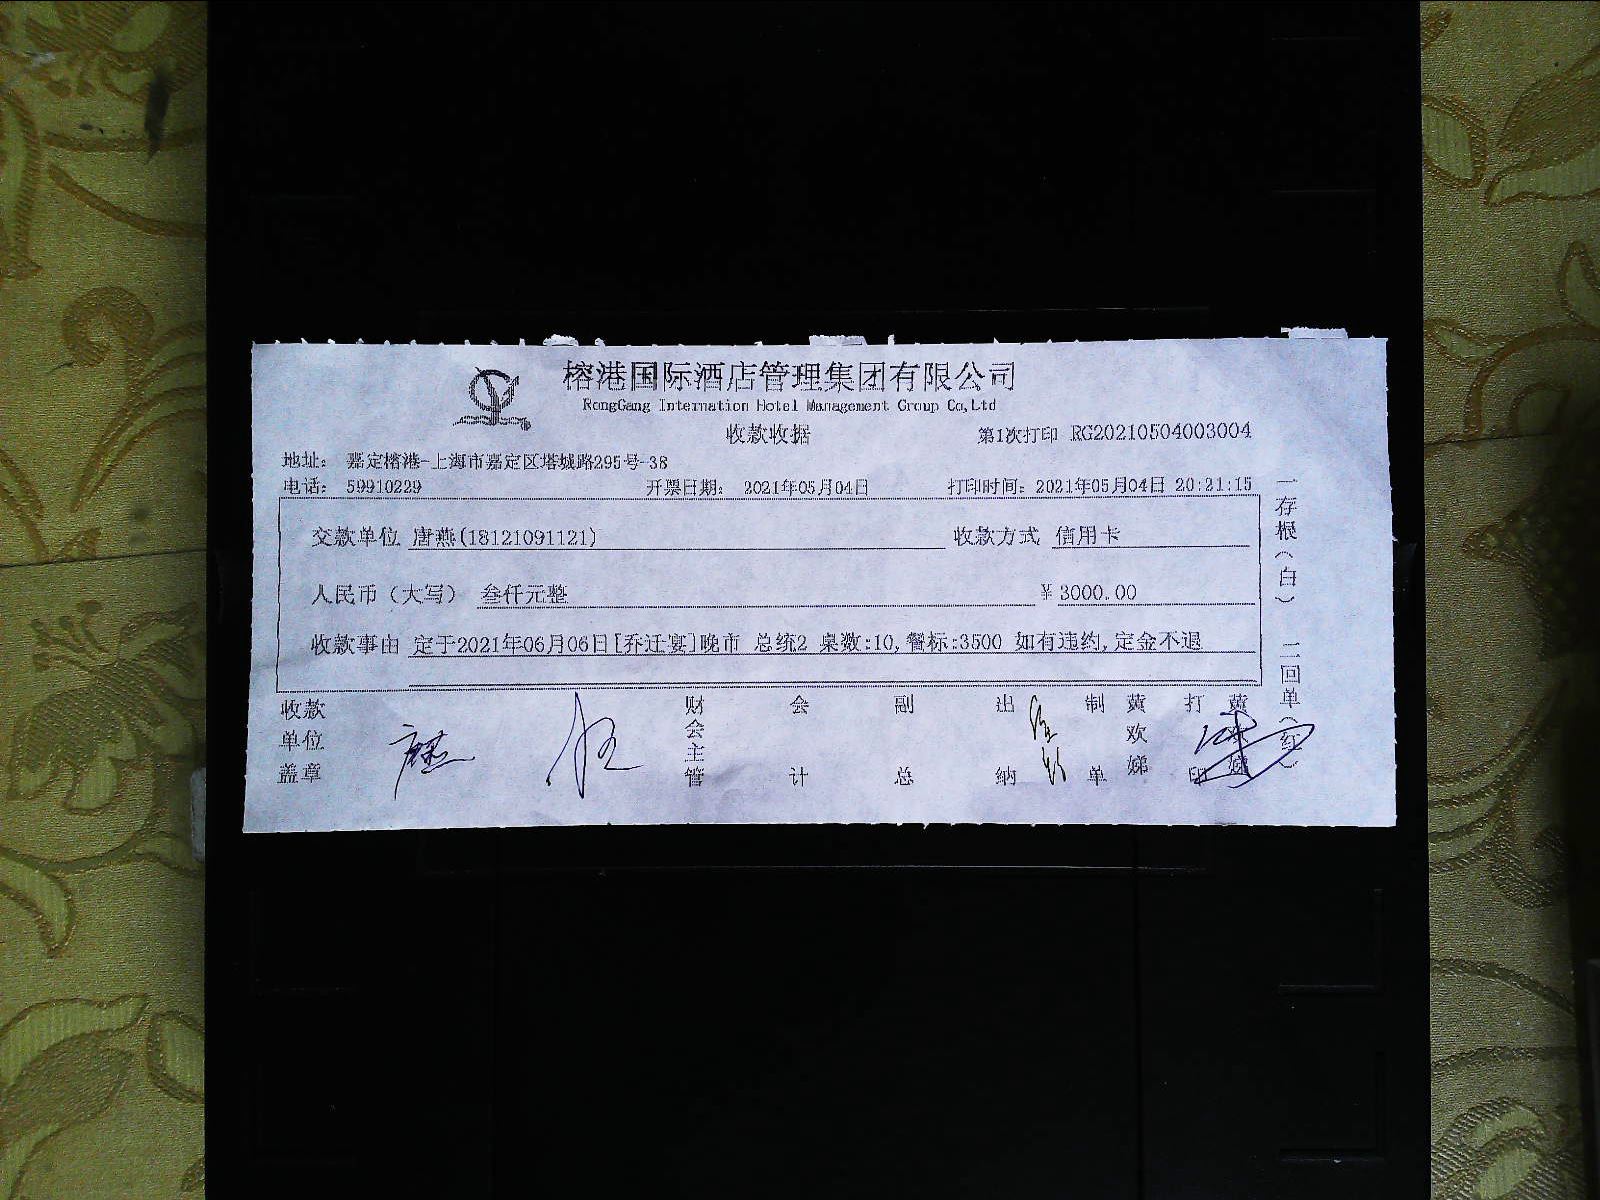 榕港国际酒店管理集团有限公司
RongGang Internation Hotel Management Group Co,Ltd
收款收据 第1次打印 RG20210504003004
地址： 嘉定榕港-上海市嘉定区塔城路295号-38
电话： 59910229 开票日期： 2021年05月04日 打印时间：2021年05月04日 20:21:15
交款单位 唐燕(18121091121) 收款方式 信用卡
人民币（大写） 叁仟元整 ¥ 3000.00
收款事由 定于2021年06月06日[乔迁宴]晚市 总统2 桌数:10,餐标:3500 如有违约,定金不退
收款单位盖章 财会主管 会计 副总 出纳 制单 黄欢娣 打印 黄欢娣
一存根（白） 二回单（红）